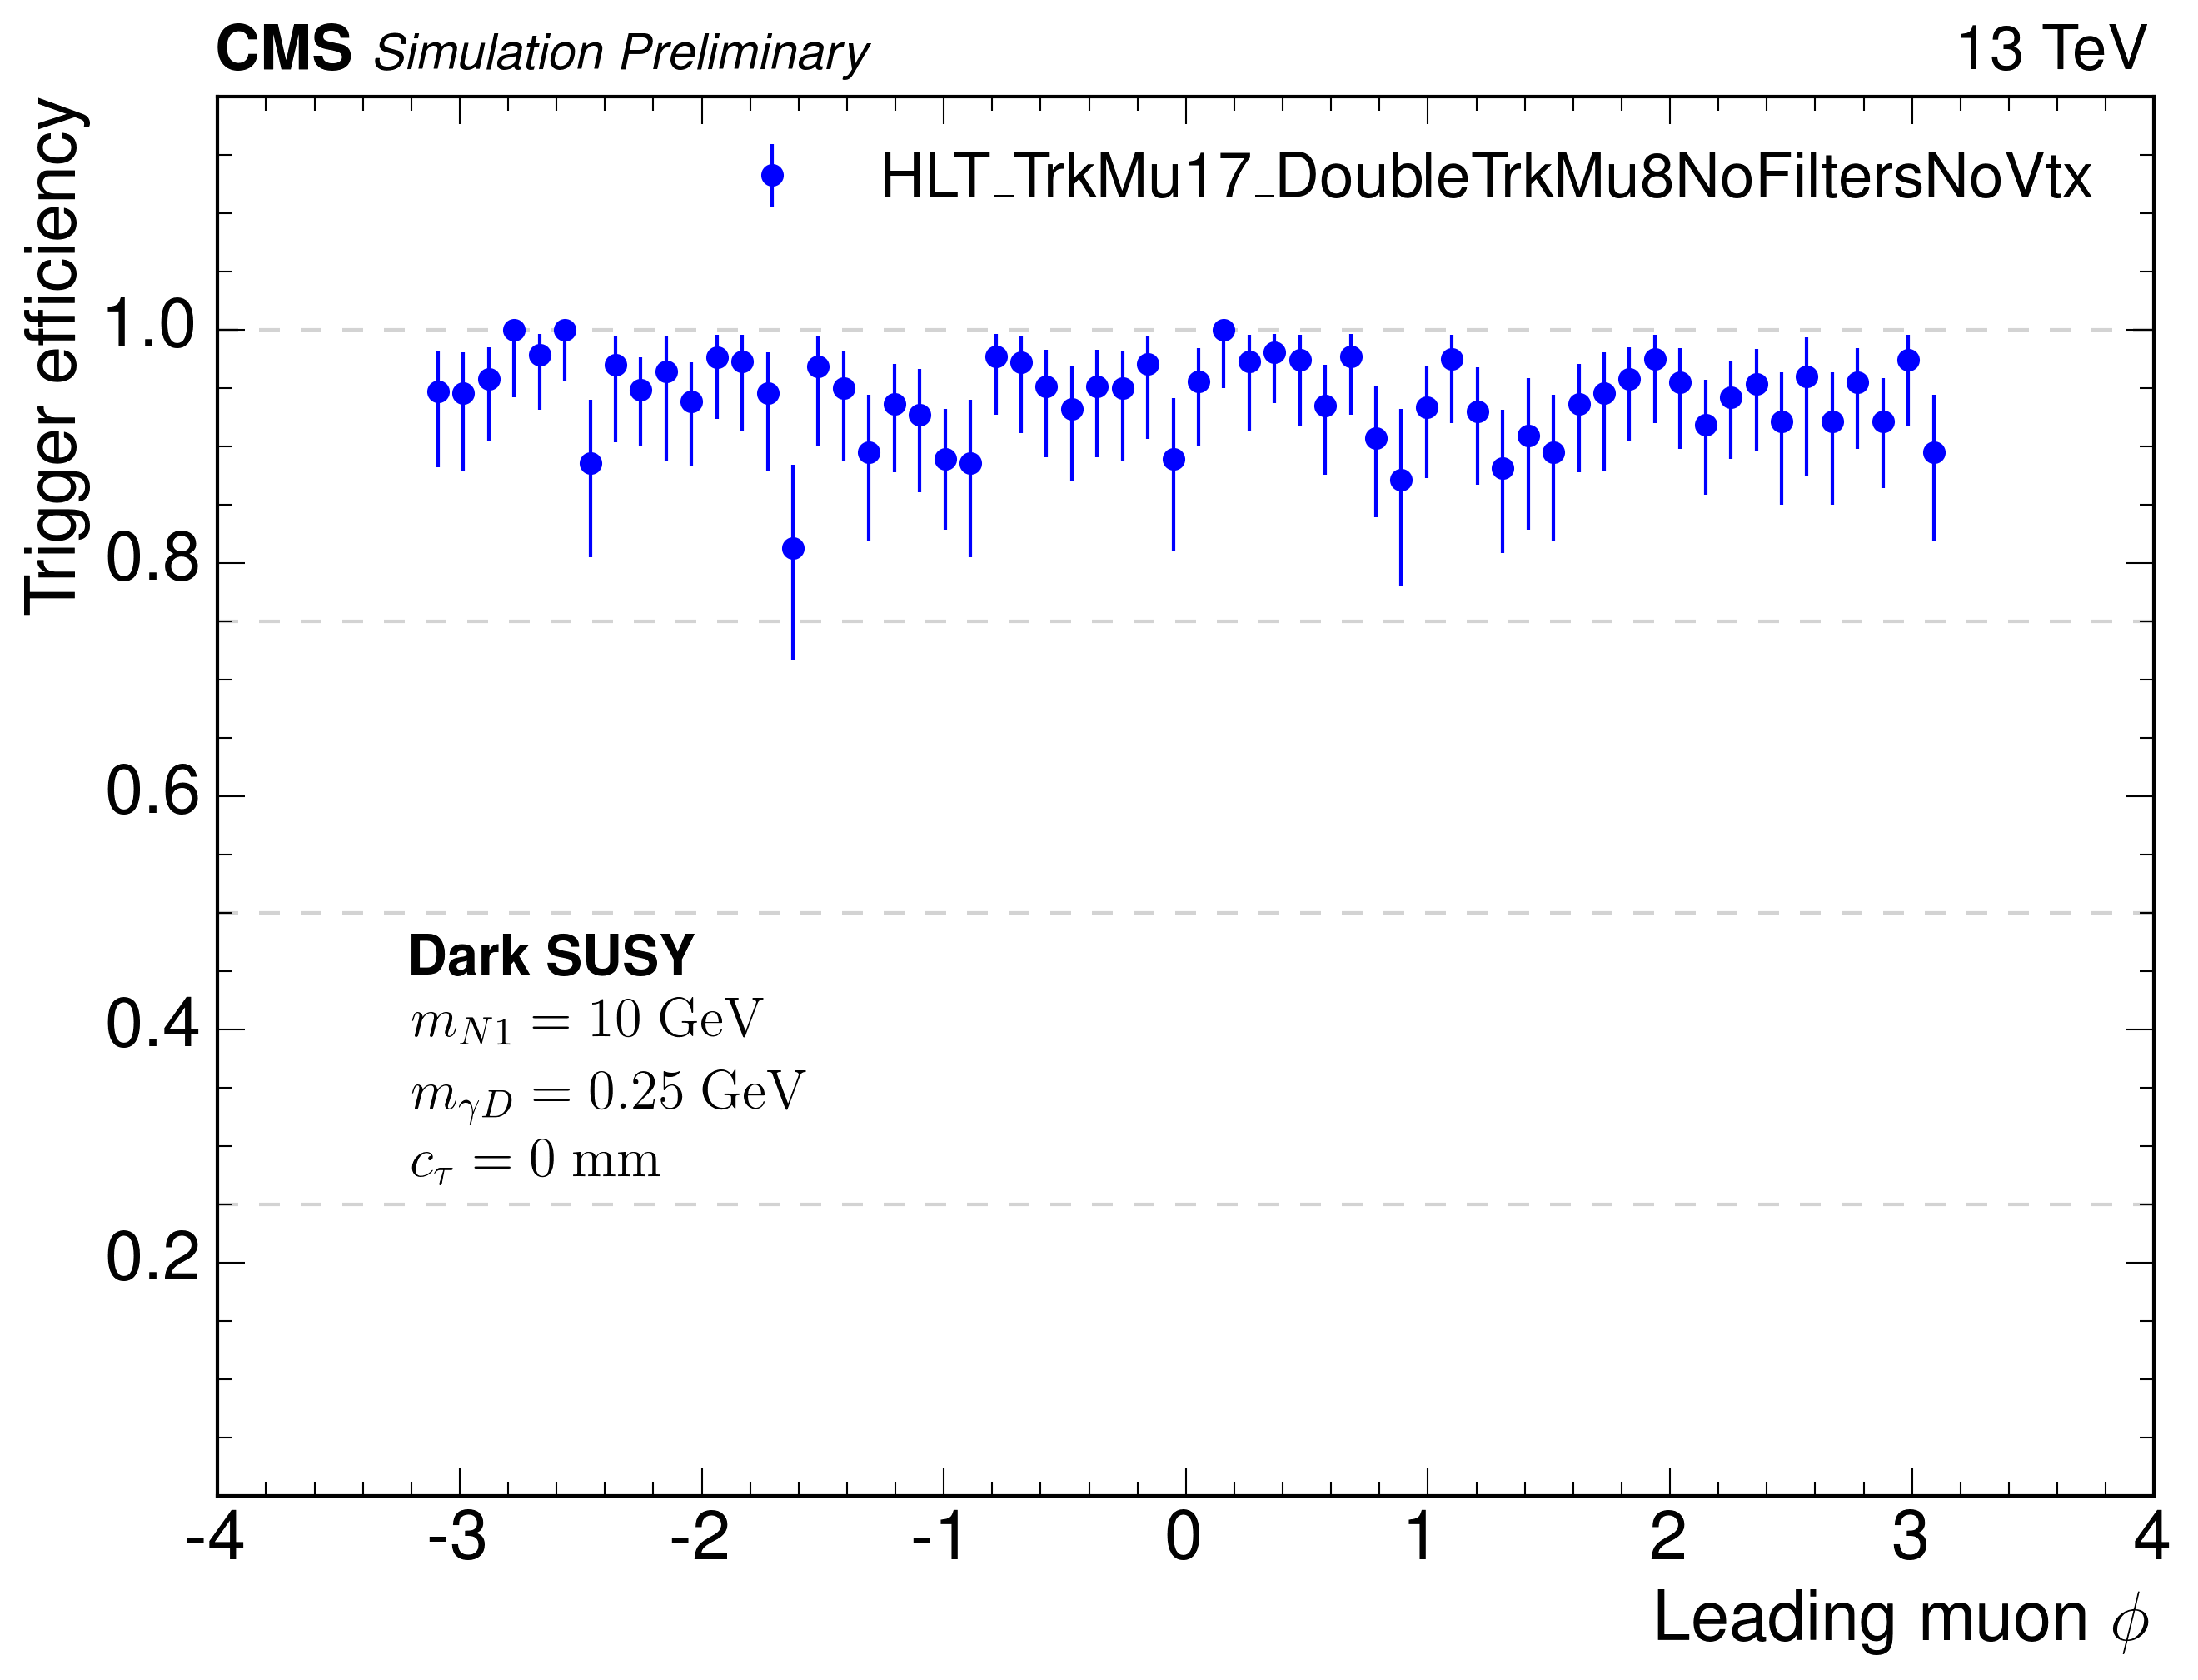 CMS Simulation Preliminary 13 TeV
Trigger efficiency
HLT_TrkMu17_DoubleTrkMu8NoFiltersNoVtx
1.0
0.8
0.6
0.4
0.2
Dark SUSY
m_{N1} = 10 GeV
m_{γD} = 0.25 GeV
c_τ = 0 mm
-4 -3 -2 -1 0 1 2 3 4
Leading muon ϕ